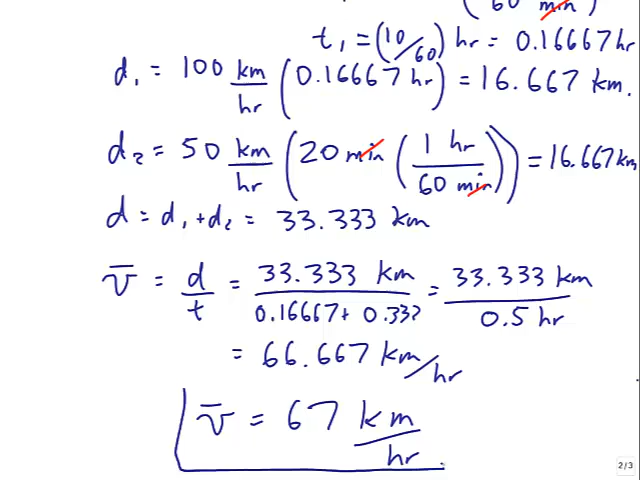 60 min
t₁ = (10/60) hr = 0.16667 hr
d₁ = 100 km/hr (0.16667 hr) = 16.667 km.
d₂ = 50 km/hr (20 min (1 hr/60 min)) = 16.667 km
d = d₁ + d₂ = 33.333 km
v̄ = d/t = 33.333 km/0.16667 + 0.333 = 33.333 km/0.5 hr
= 66.667 km/hr
v̄ = 67 km/hr
2/3